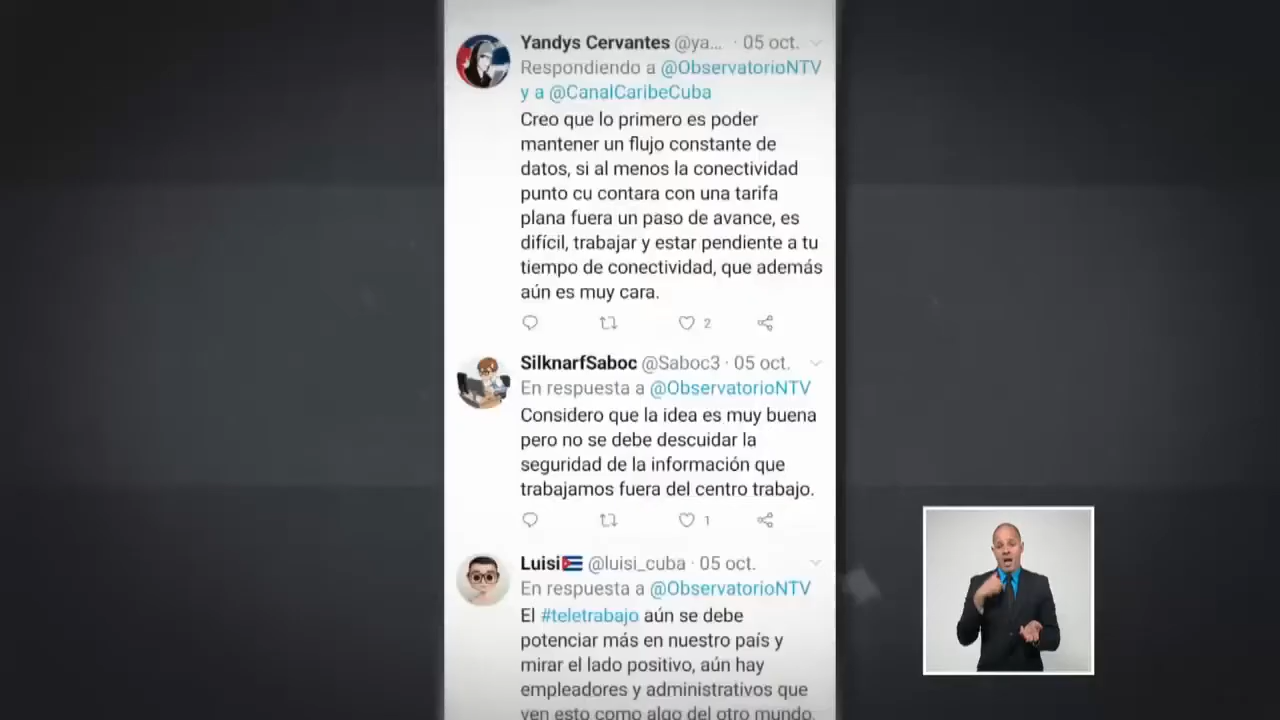 Yandys Cervantes @ya... · 05 oct.
Respondiendo a @ObservatorioNTV
y a @CanalCaribeCuba
Creo que lo primero es poder
mantener un flujo constante de
datos, si al menos la conectividad
punto cu contara con una tarifa
plana fuera un paso de avance, es
difícil, trabajar y estar pendiente a tu
tiempo de conectividad, que además
aún es muy cara.
2
SilknarfSaboc @Saboc3 · 05 oct.
En respuesta a @ObservatorioNTV
Considero que la idea es muy buena
pero no se debe descuidar la
seguridad de la información que
trabajamos fuera del centro trabajo.
1
Luisi🇨🇺 @luisi_cuba · 05 oct.
En respuesta a @ObservatorioNTV
El #teletrabajo aún se debe
potenciar más en nuestro país y
mirar el lado positivo, aún hay
empleadores y administrativos que
ven esto como algo del otro mundo.